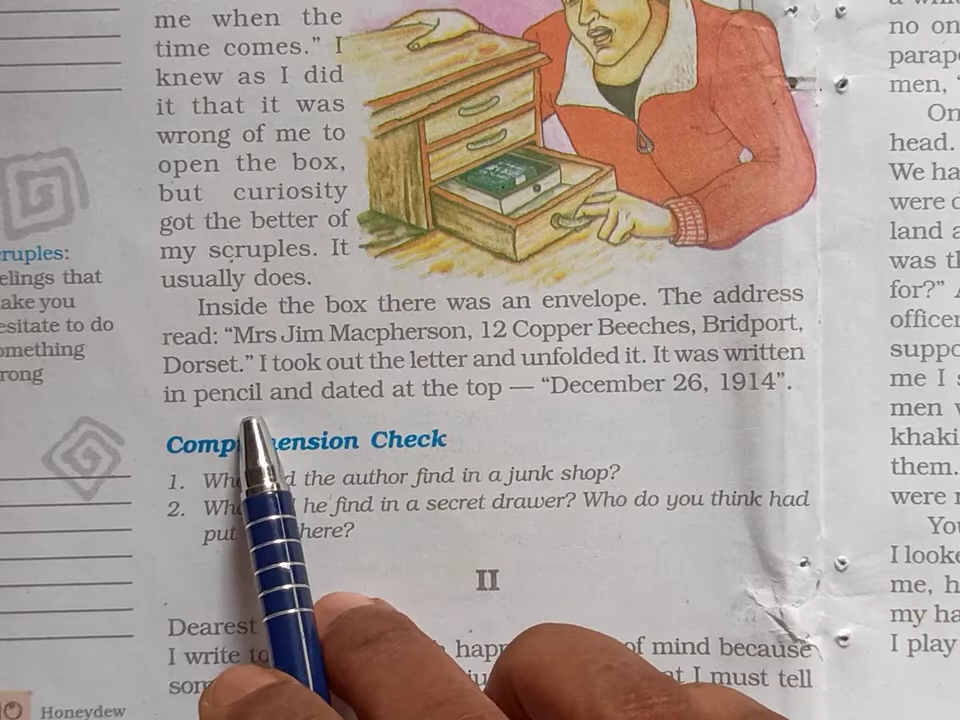 me when the
time comes.” I
knew as I did
it that it was
wrong of me to
open the box,
but curiosity
got the better of
my scruples. It
usually does.
Inside the box there was an envelope. The address
read: “Mrs Jim Macpherson, 12 Copper Beeches, Bridport,
Dorset.” I took out the letter and unfolded it. It was written
in pencil and dated at the top — “December 26, 1914”.
ruples:
elings that
ake you
esitate to do
omething
rong
Comp ension Check
1. Wh d the author find in a junk shop?
2. Wh he find in a secret drawer? Who do you think had
put here?
II
Dearest
I write to happ of mind because
som t I must tell
Honeydew
no on
parap
men,
On
head.
We ha
were d
land a
was th
for?”
officer
suppo
me I s
men
khaki
them.
were
You
I looke
me, h
my ha
I play